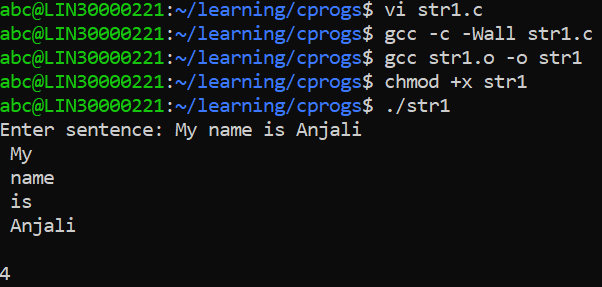 abc@LIN30000221:~/learning/cprogs$ vi str1.c
abc@LIN30000221:~/learning/cprogs$ gcc -c -Wall str1.c
abc@LIN30000221:~/learning/cprogs$ gcc str1.o -o str1
abc@LIN30000221:~/learning/cprogs$ chmod +x str1
abc@LIN30000221:~/learning/cprogs$ ./str1
Enter sentence: My name is Anjali
My
name
is
Anjali
4